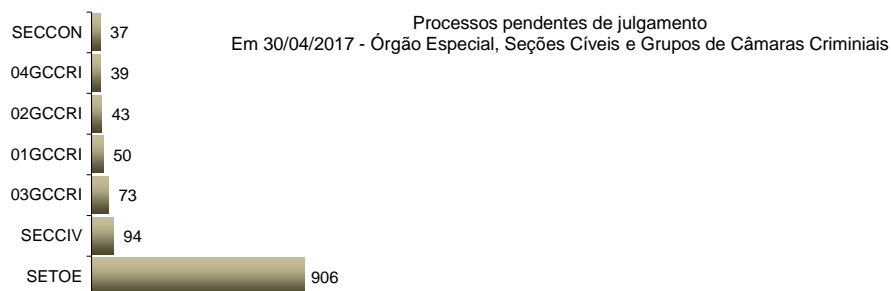 Processos pendentes de julgamento
Em 30/04/2017 - Órgão Especial, Seções Cíveis e Grupos de Câmaras Criminiais
SECCON 37
04GCCRI 39
02GCCRI 43
01GCCRI 50
03GCCRI 73
SECCIV 94
SETOE 906